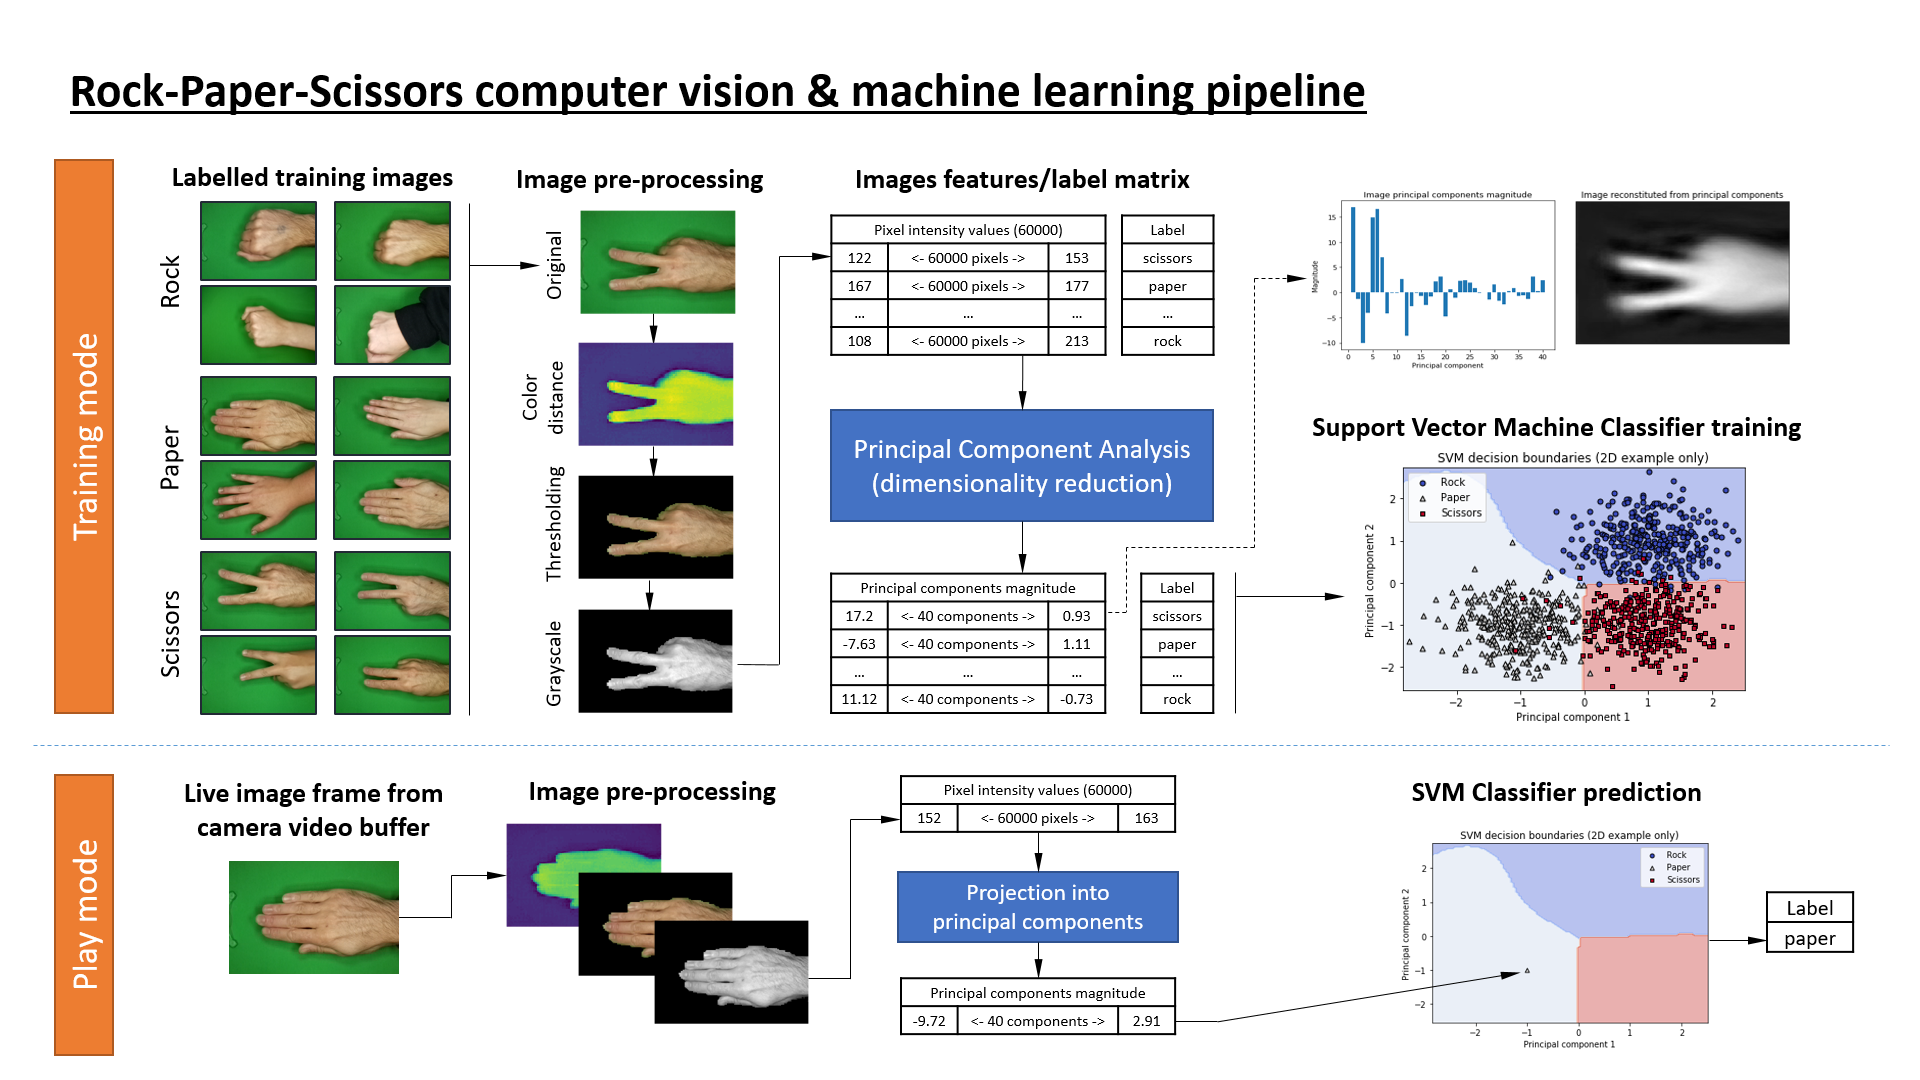 Rock-Paper-Scissors computer vision & machine learning pipeline
Training mode
Labelled training images
Rock
Paper
Scissors
Image pre-processing
Original
Color
distance
Thresholding
Grayscale
Images features/label matrix
Pixel intensity values (60000)
Label
122 <- 60000 pixels -> 153 scissors
167 <- 60000 pixels -> 177 paper
... ... ... ...
108 <- 60000 pixels -> 213 rock
Principal Component Analysis
(dimensionality reduction)
Principal components magnitude
Label
17.2 <- 40 components -> 0.93 scissors
-7.63 <- 40 components -> 1.11 paper
... ... ... ...
11.12 <- 40 components -> -0.73 rock
Image principal components magnitude
Magnitude
15
10
5
0
−5
−10
0 5 10 15 20 25 30 35 40
Principal component
Image reconstituted from principal components
Support Vector Machine Classifier training
SVM decision boundaries (2D example only)
Rock
Paper
Scissors
Principal component 2
2
1
0
−1
−2
−2 −1 0 1 2
Principal component 1
Play mode
Live image frame from
camera video buffer
Image pre-processing
Pixel intensity values (60000)
152 <- 60000 pixels -> 163
Projection into
principal components
Principal components magnitude
-9.72 <- 40 components -> 2.91
SVM Classifier prediction
SVM decision boundaries (2D example only)
Rock
Paper
Scissors
Principal component 2
2
1
0
−1
−2
−2 −1 0 1 2
Principal component 1
Label
paper